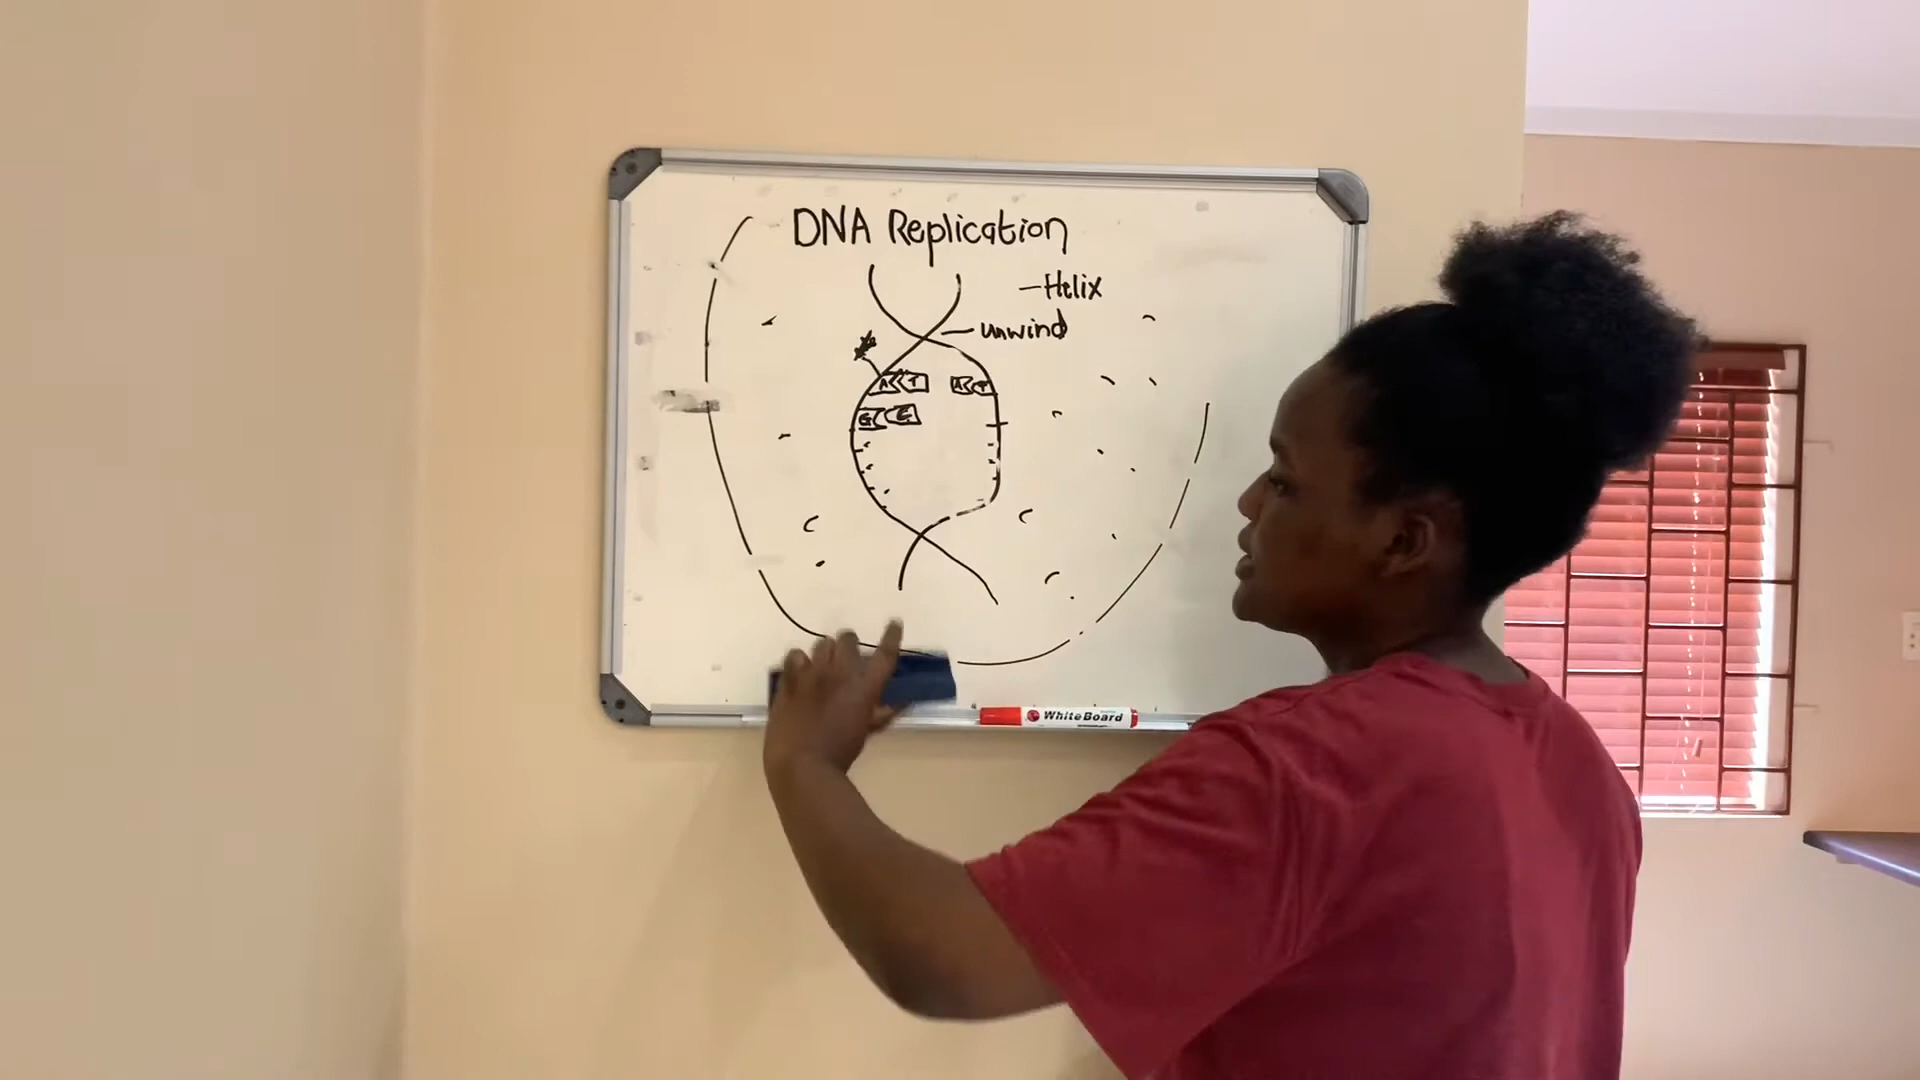 DNA Replication
-Helix
unwind
A T A T
G C
WhiteBoard